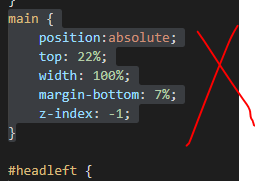 }
main {
position:absolute;
top: 22%;
width: 100%;
margin-bottom: 7%;
z-index: -1;
}
#headleft {